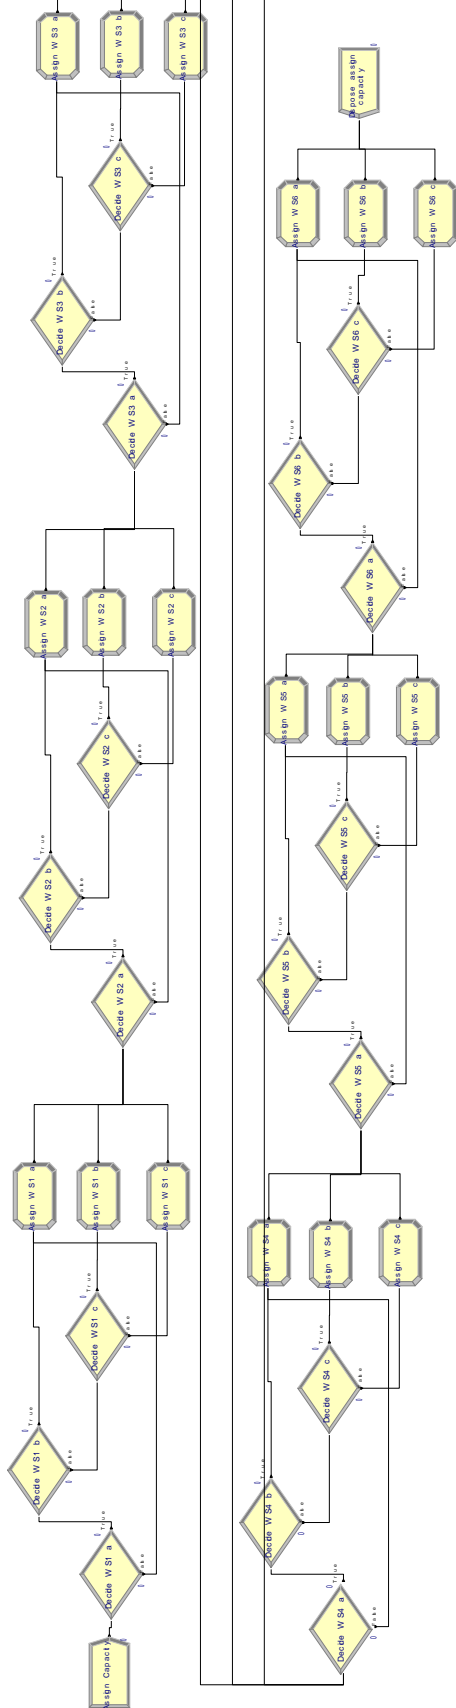 Assign Capacity
Decide WS1 a
True
False
Decide WS1 b
True
False
Decide WS1 c
True
False
Assign WS1 a
Assign WS1 b
Assign WS1 c
Decide WS2 a
True
False
Decide WS2 b
True
False
Decide WS2 c
True
False
Assign WS2 a
Assign WS2 b
Assign WS2 c
Decide WS3 a
True
False
Decide WS3 b
True
False
Decide WS3 c
True
False
Assign WS3 a
Assign WS3 b
Assign WS3 c
Decide WS4 a
0
True
0
False
Decide WS4 b
True
0
False
Decide WS4 c
True
False
Assign WS4 a
Assign WS4 b
Assign WS4 c
Decide WS5 a
True
False
Decide WS5 b
True
False
Decide WS5 c
True
False
Assign WS5 a
Assign WS5 b
Assign WS5 c
Decide WS6 a
True
False
Decide WS6 b
True
False
Decide WS6 c
True
False
Assign WS6 a
Assign WS6 b
Assign WS6 c
Dispose assign
capacity